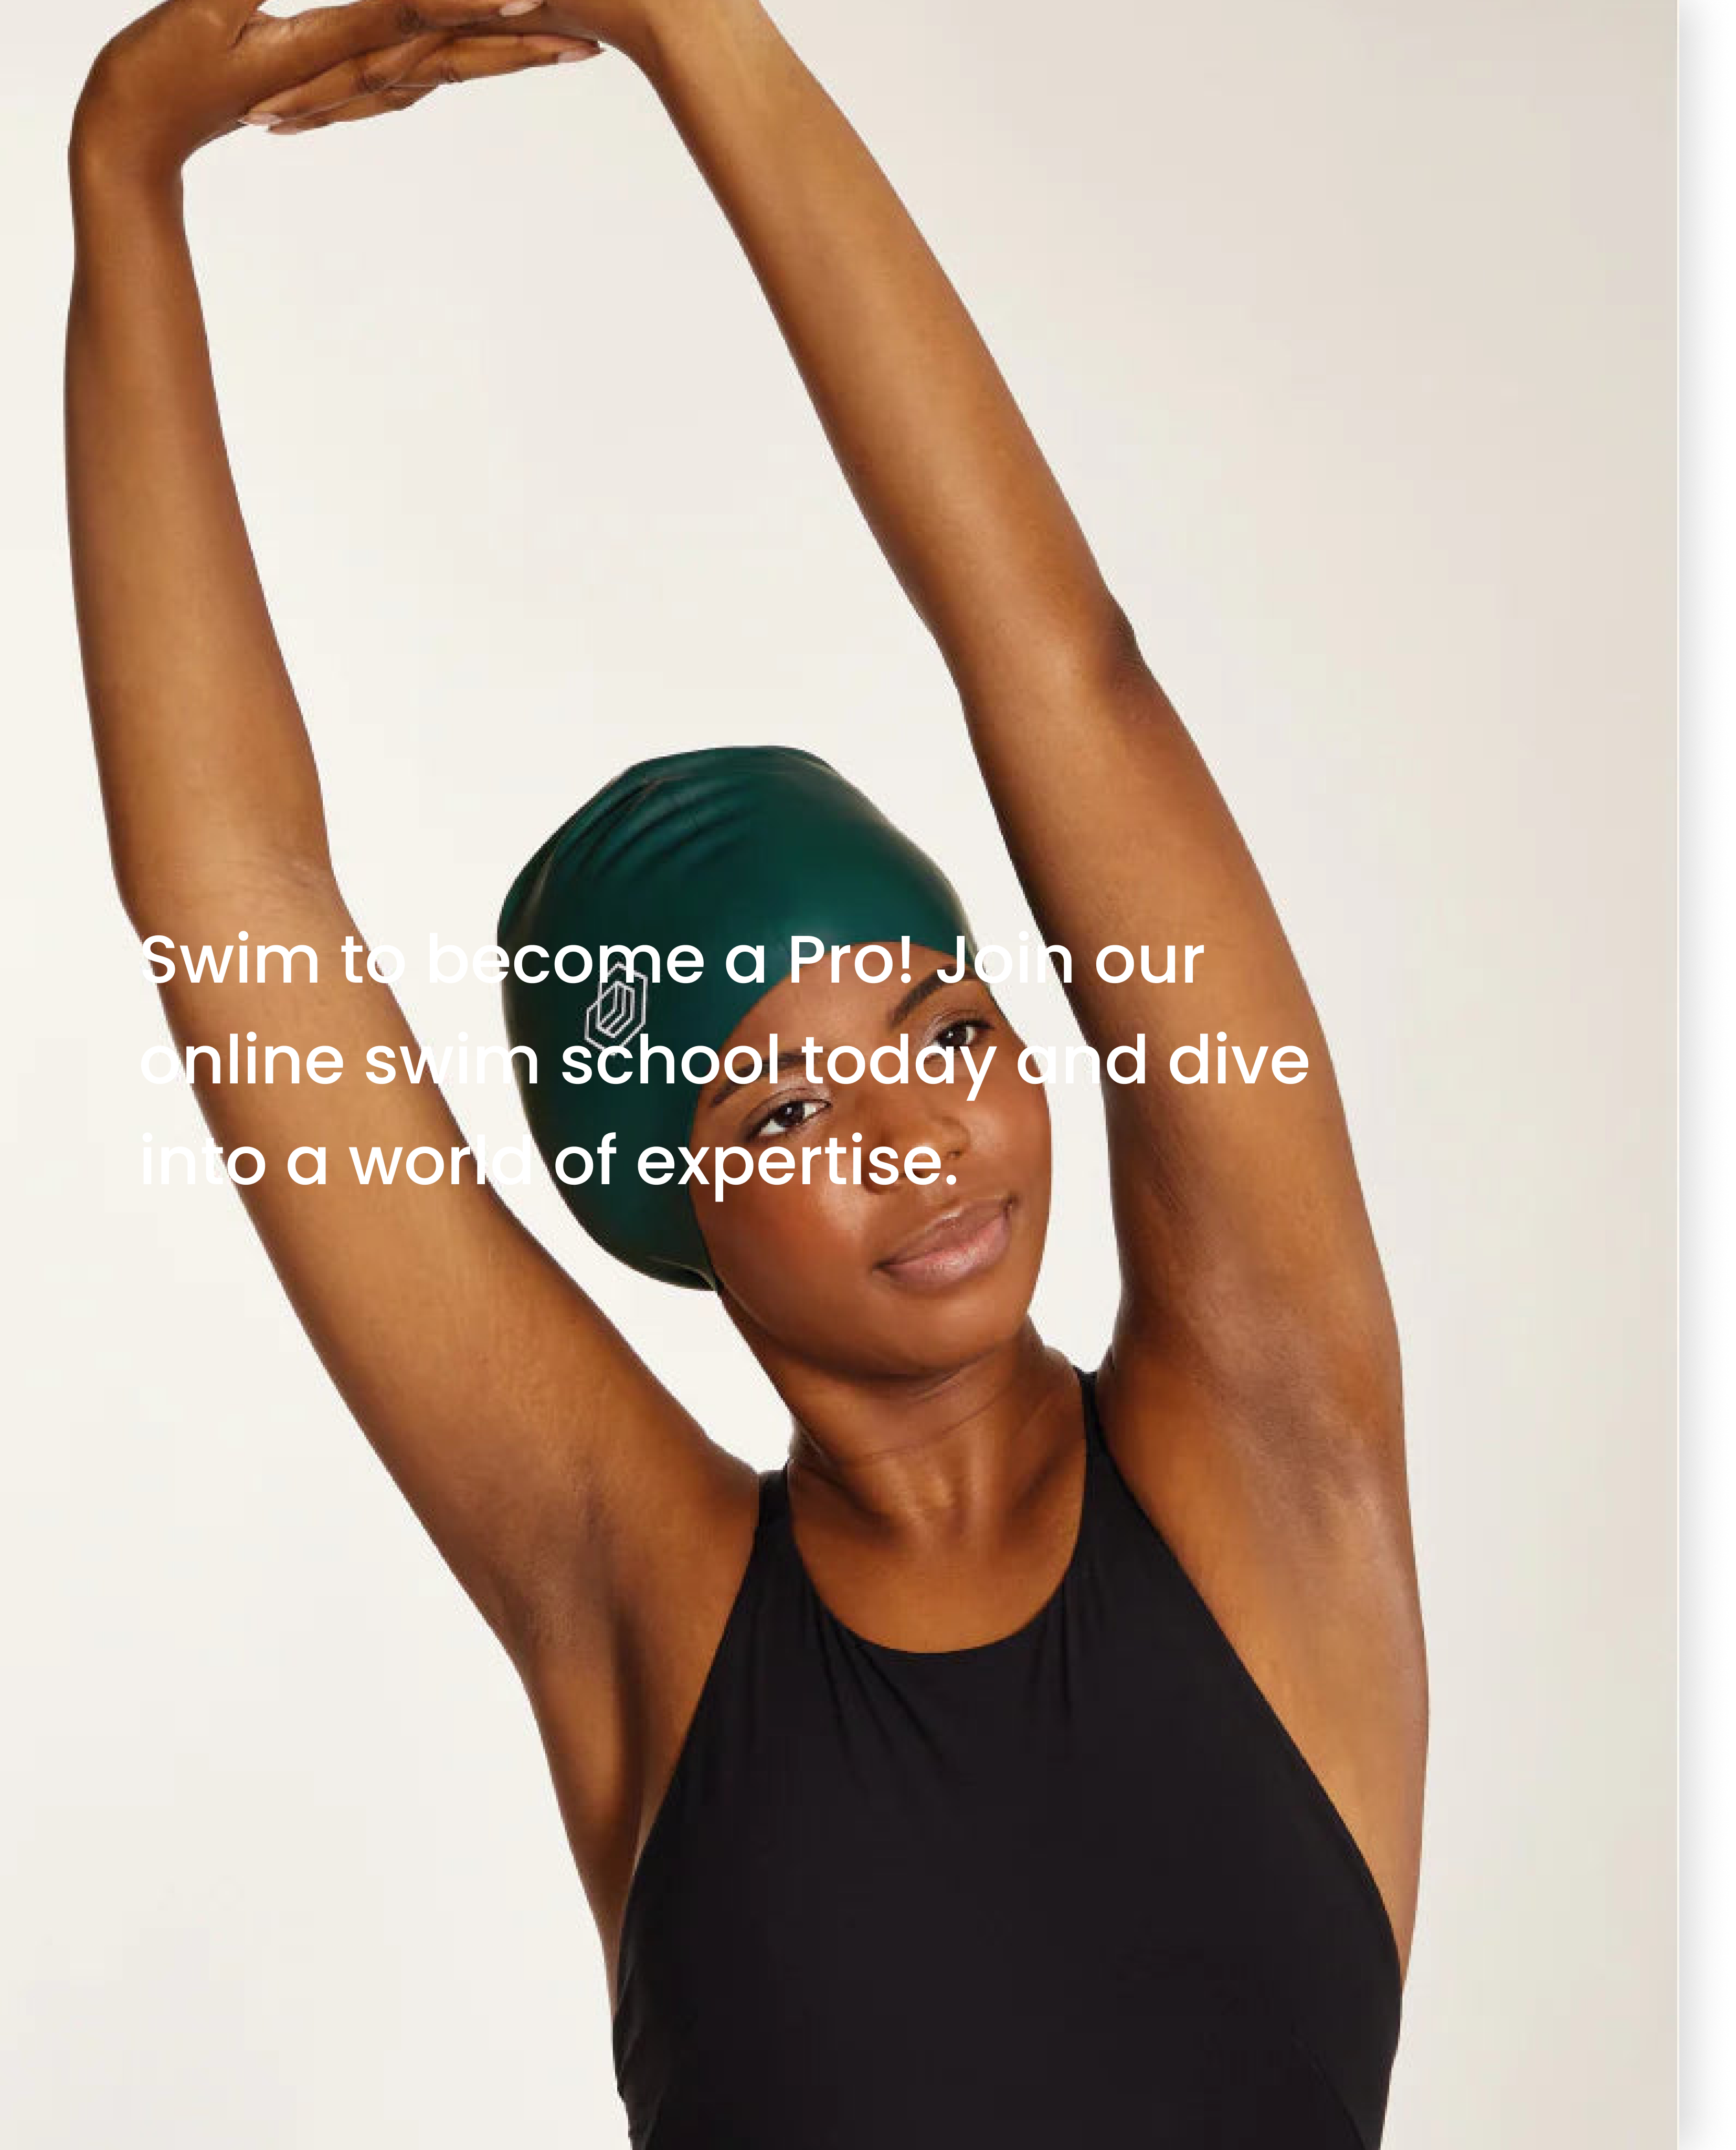 Swim to become a Pro! Join our
online swim school today and dive
into a world of expertise.